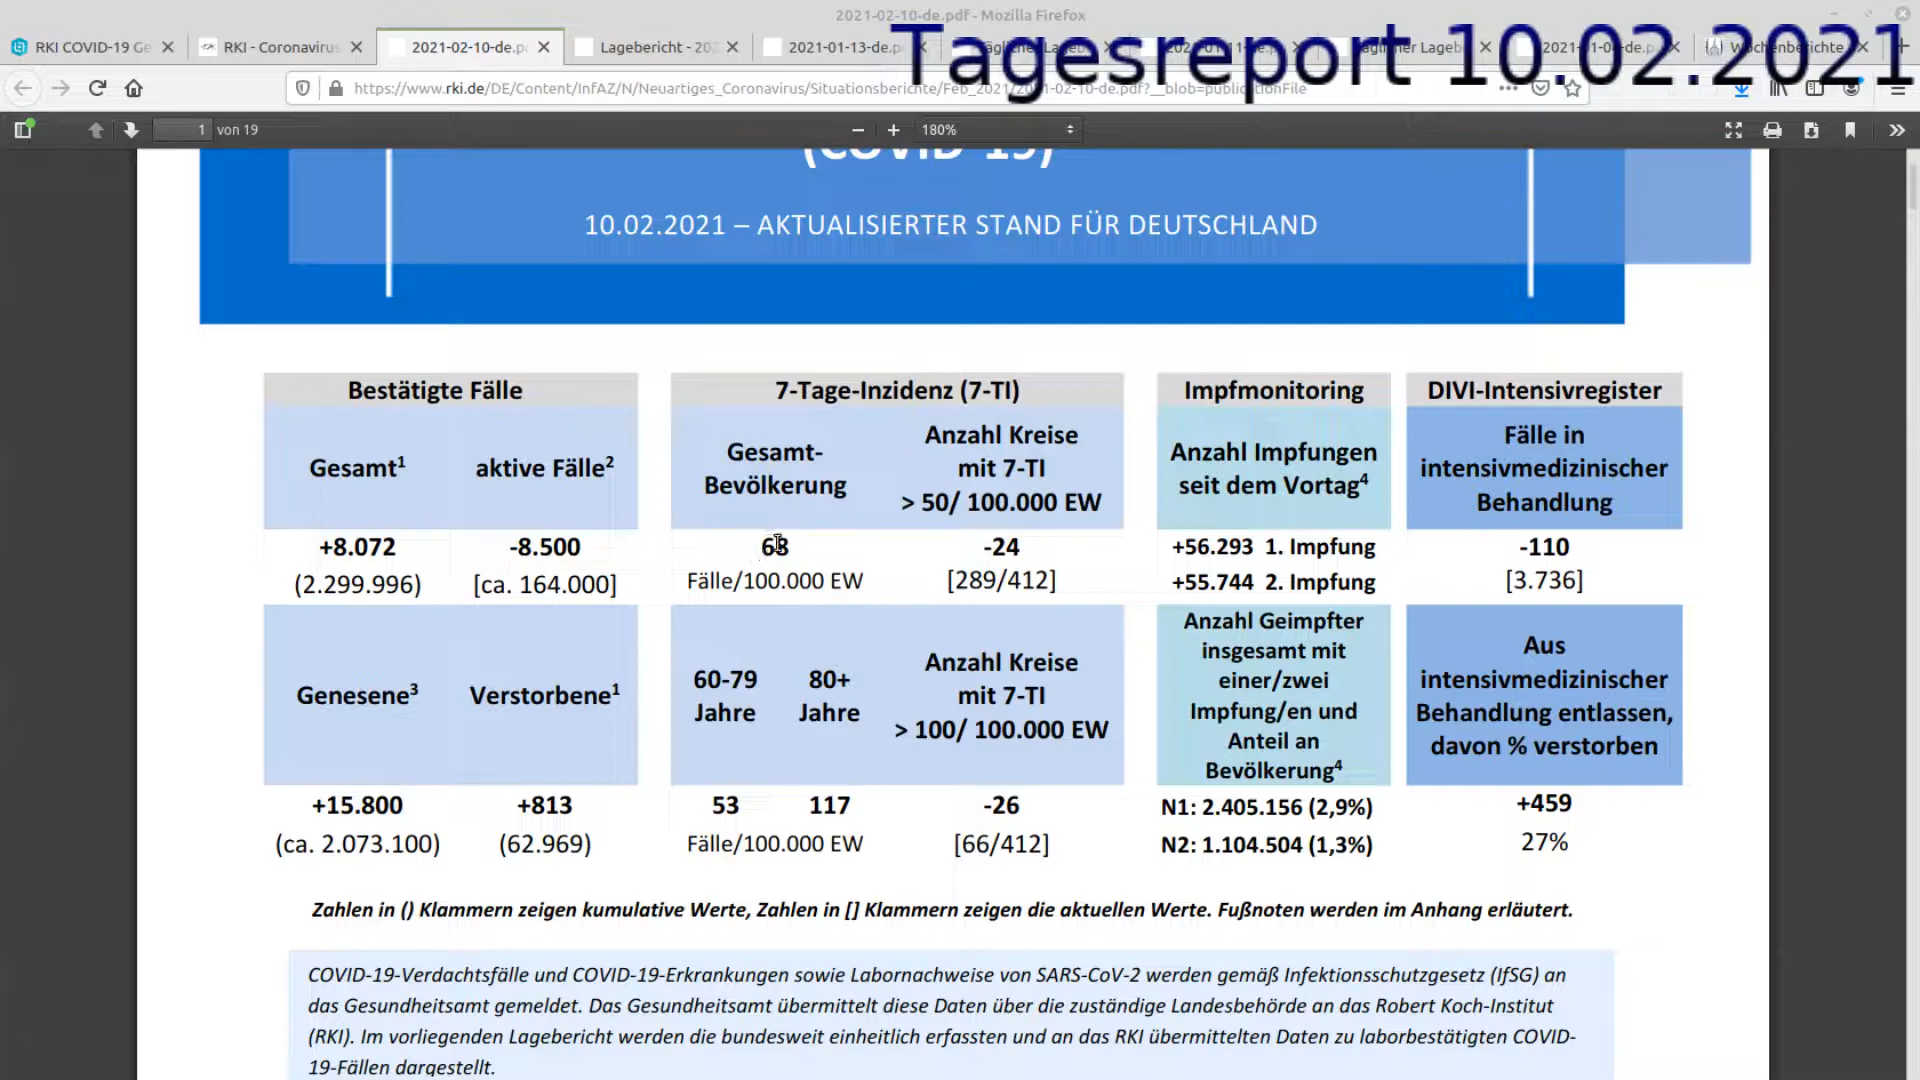 2021-02-10-de.pdf - Mozilla Firefox
Tagesreport 10.02.2021
RKI COVID-19 Ge
RKI - Coronavirus
2021-02-10-de.p
Lagebericht - 202
2021-01-13-de.p
https://www.rki.de/DE/Content/InfAZ/N/Neuartiges_Coronavirus/Situationsberichte/Feb_2021/2021-02-10-de.pdf?__blob=publicationFile
1 von 19
180%
(COVID-19)
10.02.2021 – AKTUALISIERTER STAND FÜR DEUTSCHLAND
Bestätigte Fälle
Gesamt¹ aktive Fälle²
+8.072 -8.500
(2.299.996) [ca. 164.000]
Genesene³ Verstorbene¹
+15.800 +813
(ca. 2.073.100) (62.969)
7-Tage-Inzidenz (7-TI)
Gesamt-
Bevölkerung
Anzahl Kreise
mit 7-TI
> 50/ 100.000 EW
63 -24
Fälle/100.000 EW [289/412]
60-79
Jahre
80+
Jahre
Anzahl Kreise
mit 7-TI
> 100/ 100.000 EW
53 117 -26
Fälle/100.000 EW [66/412]
Impfmonitoring
Anzahl Impfungen
seit dem Vortag⁴
+56.293 1. Impfung
+55.744 2. Impfung
Anzahl Geimpfter
insgesamt mit
einer/zwei
Impfung/en und
Anteil an
Bevölkerung⁴
N1: 2.405.156 (2,9%)
N2: 1.104.504 (1,3%)
DIVI-Intensivregister
Fälle in
intensivmedizinischer
Behandlung
-110
[3.736]
Aus
intensivmedizinischer
Behandlung entlassen,
davon % verstorben
+459
27%
Zahlen in () Klammern zeigen kumulative Werte, Zahlen in [] Klammern zeigen die aktuellen Werte. Fußnoten werden im Anhang erläutert.
COVID-19-Verdachtsfälle und COVID-19-Erkrankungen sowie Labornachweise von SARS-CoV-2 werden gemäß Infektionsschutzgesetz (IfSG) an
das Gesundheitsamt gemeldet. Das Gesundheitsamt übermittelt diese Daten über die zuständige Landesbehörde an das Robert Koch-Institut
(RKI). Im vorliegenden Lagebericht werden die bundesweit einheitlich erfassten und an das RKI übermittelten Daten zu laborbestätigten COVID-
19-Fällen dargestellt.